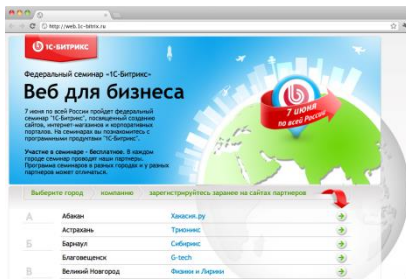 http://web.1c-bitrix.ru
1С-БИТРИКС
Федеральный семинар «1С-Битрикс»
Веб для бизнеса
7 июня по всей России пройдет федеральный
семинар "1С-Битрикс", посвященный созданию
сайтов, интернет-магазинов и корпоративных
порталов. На семинарах вы познакомитесь с
программными продуктами "1С-Битрикс".
Участие в семинаре - бесплатное. В каждом
городе семинар проводят наши партнеры.
Программа семинаров в разных городах и у разных
партнеров может отличаться.
7 июня
по всей России
Выберите город компанию зарегистрируйтесь заранее на сайтах партнеров
А Абакан Хакасия.ру
Астрахань Трионикс
Б Барнаул Сибирикс
Благовещенск G-tech
В Великий Новгород Физики и Лирики